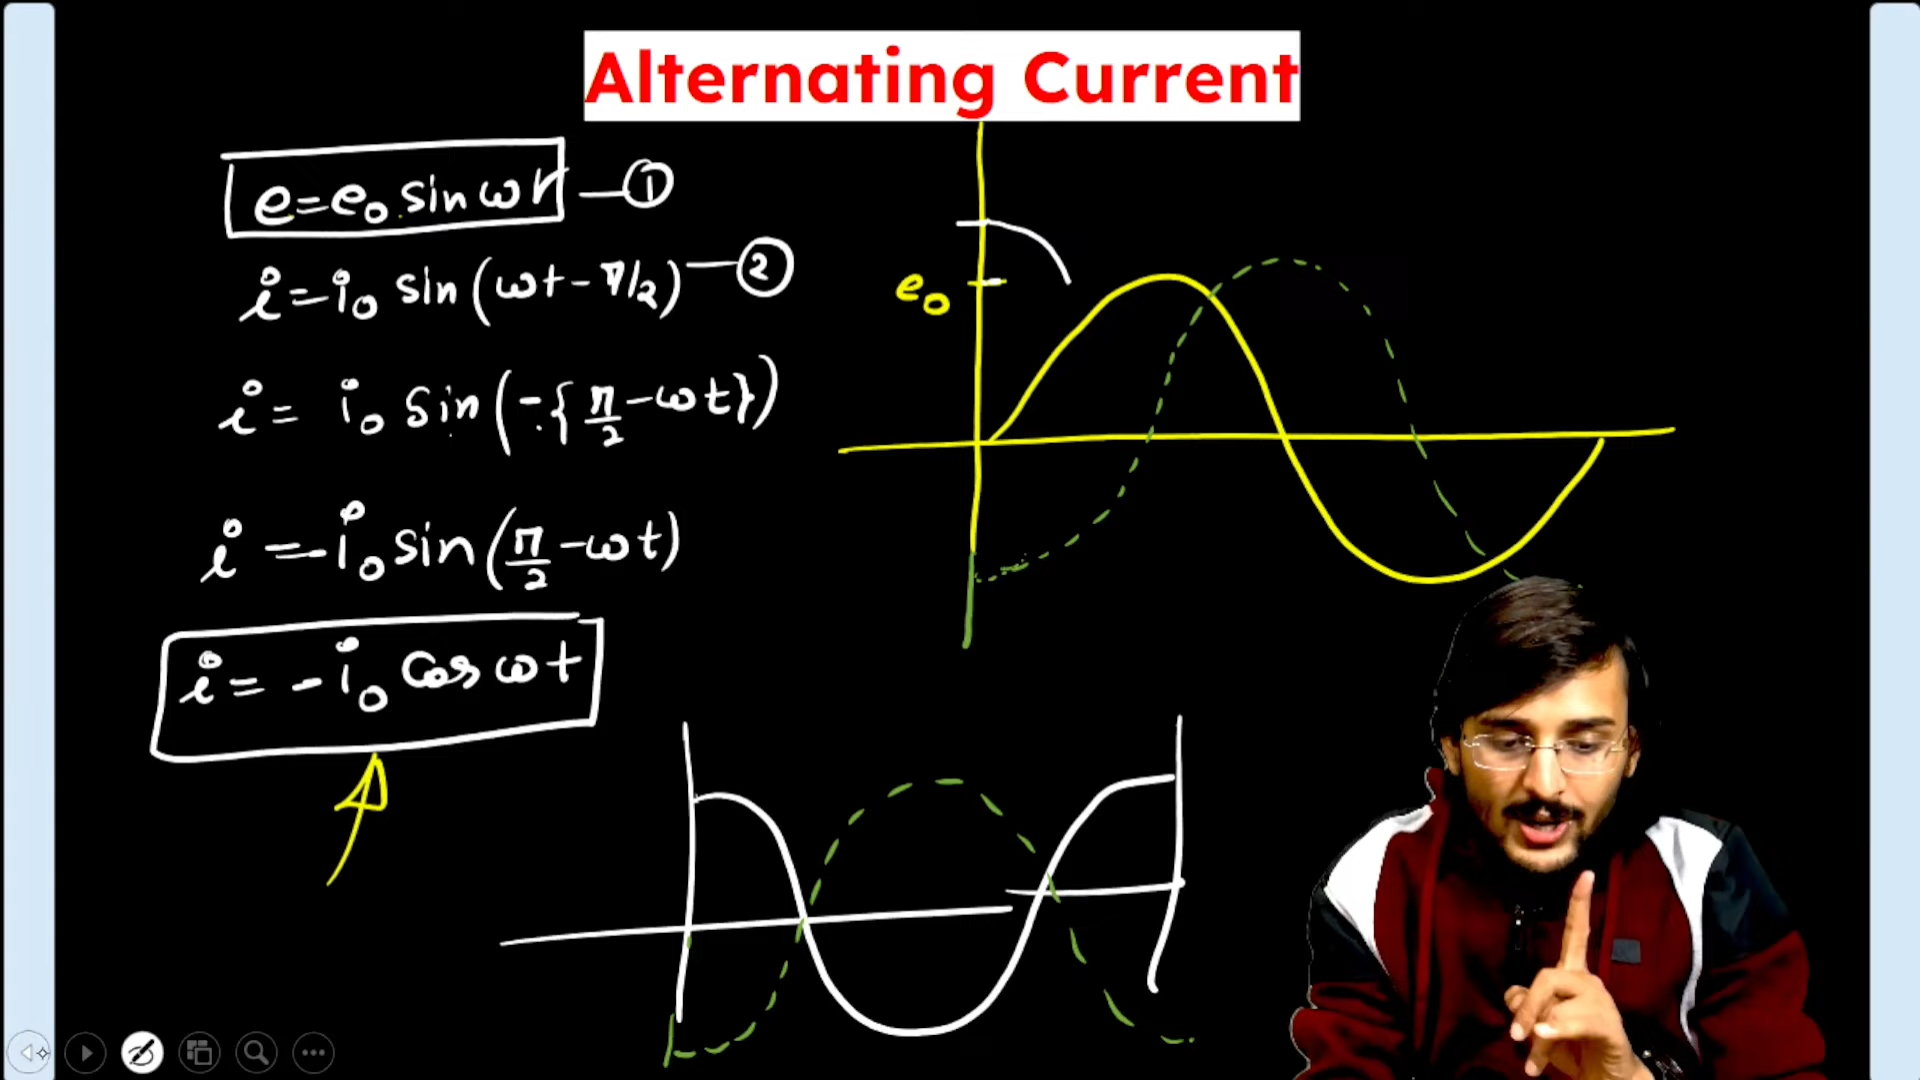 Alternating Current
e=e₀ sin ωt —①
i=i₀ sin (ωt-π/2) —②
i= i₀ sin (-{π/2-ωt})
i =-i₀ sin (π/2-ωt)
i= -i₀ Cos ωt
e₀